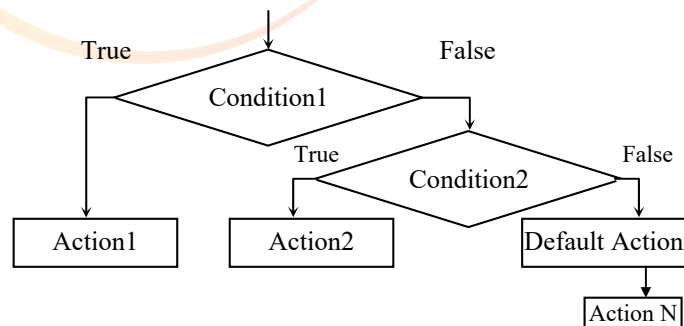 True
False
Condition1
True
False
Condition2
Action1
Action2
Default Action
Action N